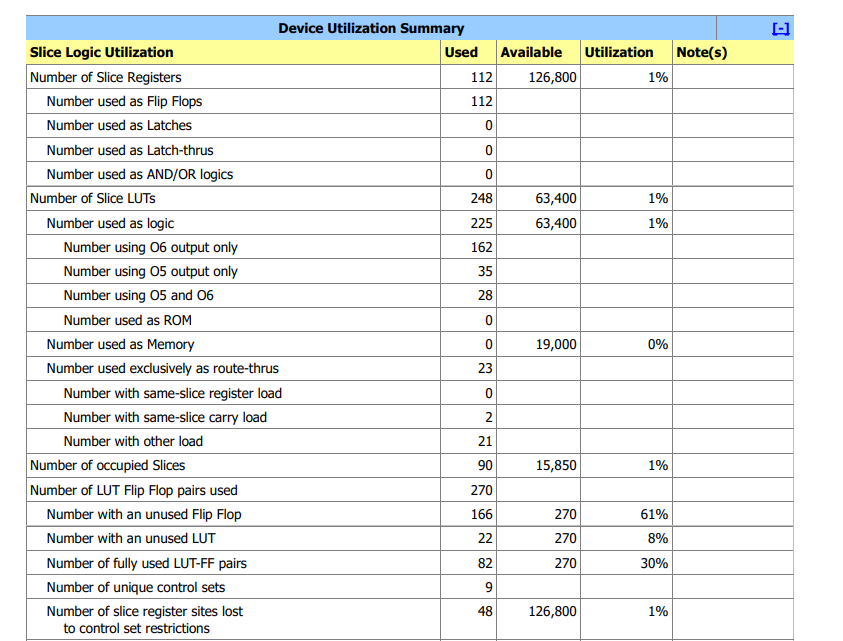 Device Utilization Summary [-]
Slice Logic Utilization Used Available Utilization Note(s)
Number of Slice Registers 112 126,800 1%
Number used as Flip Flops 112
Number used as Latches 0
Number used as Latch-thrus 0
Number used as AND/OR logics 0
Number of Slice LUTs 248 63,400 1%
Number used as logic 225 63,400 1%
Number using O6 output only 162
Number using O5 output only 35
Number using O5 and O6 28
Number used as ROM 0
Number used as Memory 0 19,000 0%
Number used exclusively as route-thrus 23
Number with same-slice register load 0
Number with same-slice carry load 2
Number with other load 21
Number of occupied Slices 90 15,850 1%
Number of LUT Flip Flop pairs used 270
Number with an unused Flip Flop 166 270 61%
Number with an unused LUT 22 270 8%
Number of fully used LUT-FF pairs 82 270 30%
Number of unique control sets 9
Number of slice register sites lost 48 126,800 1%
to control set restrictions